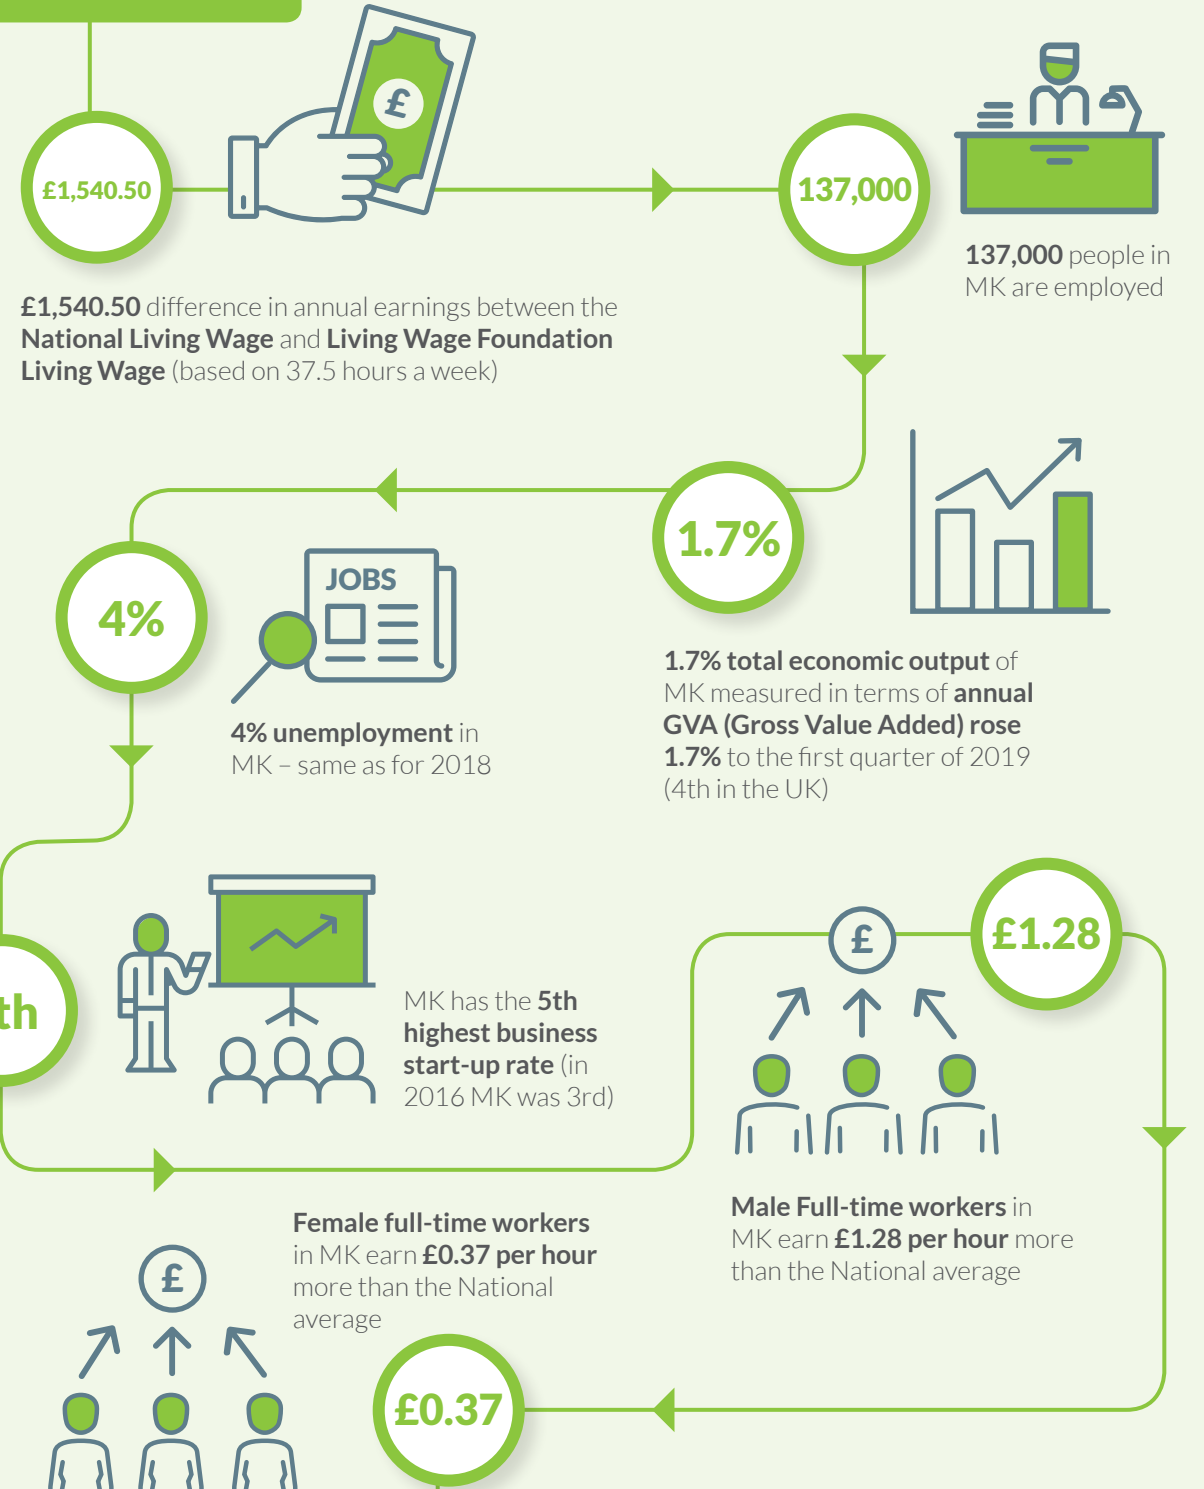 £
£1,540.50
137,000
137,000 people in
MK are employed
£1,540.50 difference in annual earnings between the
National Living Wage and Living Wage Foundation
Living Wage (based on 37.5 hours a week)
1.7%
4%
JOBS
1.7% total economic output of
MK measured in terms of annual
GVA (Gross Value Added) rose
1.7% to the first quarter of 2019
(4th in the UK)
4% unemployment in
MK – same as for 2018
£
£1.28
th
MK has the 5th
highest business
start-up rate (in
2016 MK was 3rd)
Male Full-time workers in
MK earn £1.28 per hour more
than the National average
Female full-time workers
in MK earn £0.37 per hour
more than the National
average
£
£0.37